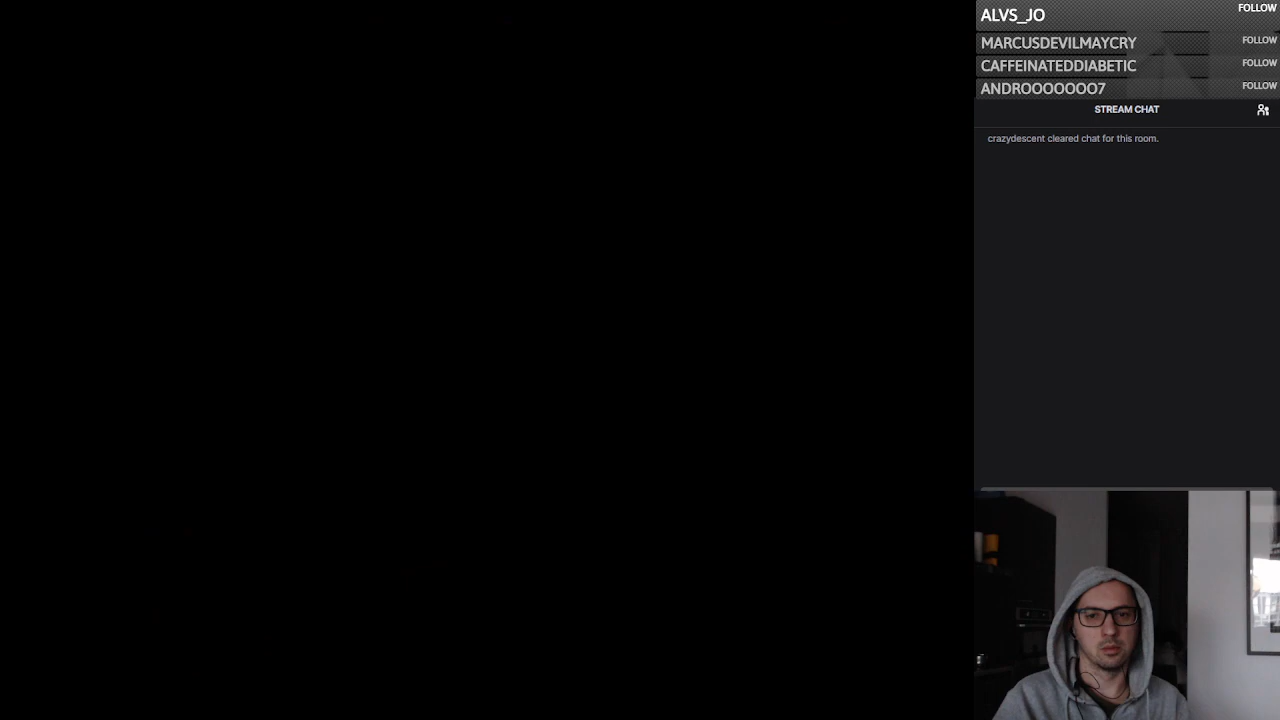 ALVS_JO FOLLOW
MARCUSDEVILMAYCRY FOLLOW
CAFFEINATEDDIABETIC FOLLOW
ANDROOOOOOO7 FOLLOW
STREAM CHAT
crazydescent cleared chat for this room.